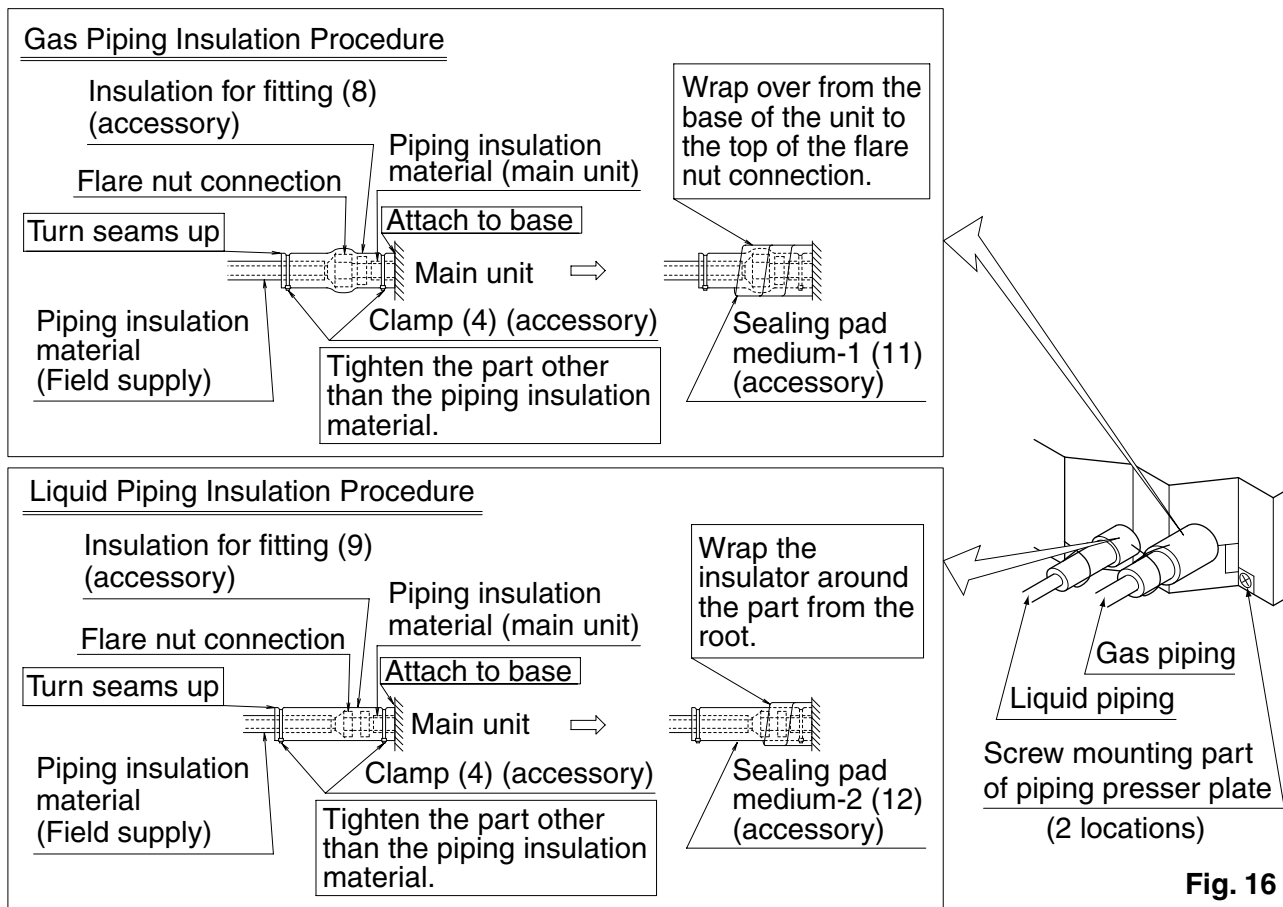 Gas Piping Insulation Procedure
Insulation for fitting (8)
(accessory)
Piping insulation
material (main unit)
Flare nut connection
Turn seams up
Attach to base
Main unit
Piping insulation
material
(Field supply)
Clamp (4) (accessory)
Tighten the part other
than the piping insulation
material.
Wrap over from the
base of the unit to
the top of the flare
nut connection.
Sealing pad
medium-1 (11)
(accessory)
Liquid Piping Insulation Procedure
Insulation for fitting (9)
(accessory)
Piping insulation
material (main unit)
Flare nut connection
Turn seams up
Attach to base
Main unit
Piping insulation
material
(Field supply)
Clamp (4) (accessory)
Tighten the part other
than the piping insulation
material.
Wrap the
insulator around
the part from the
root.
Sealing pad
medium-2 (12)
(accessory)
Gas piping
Liquid piping
Screw mounting part
of piping presser plate
(2 locations)
Fig. 16